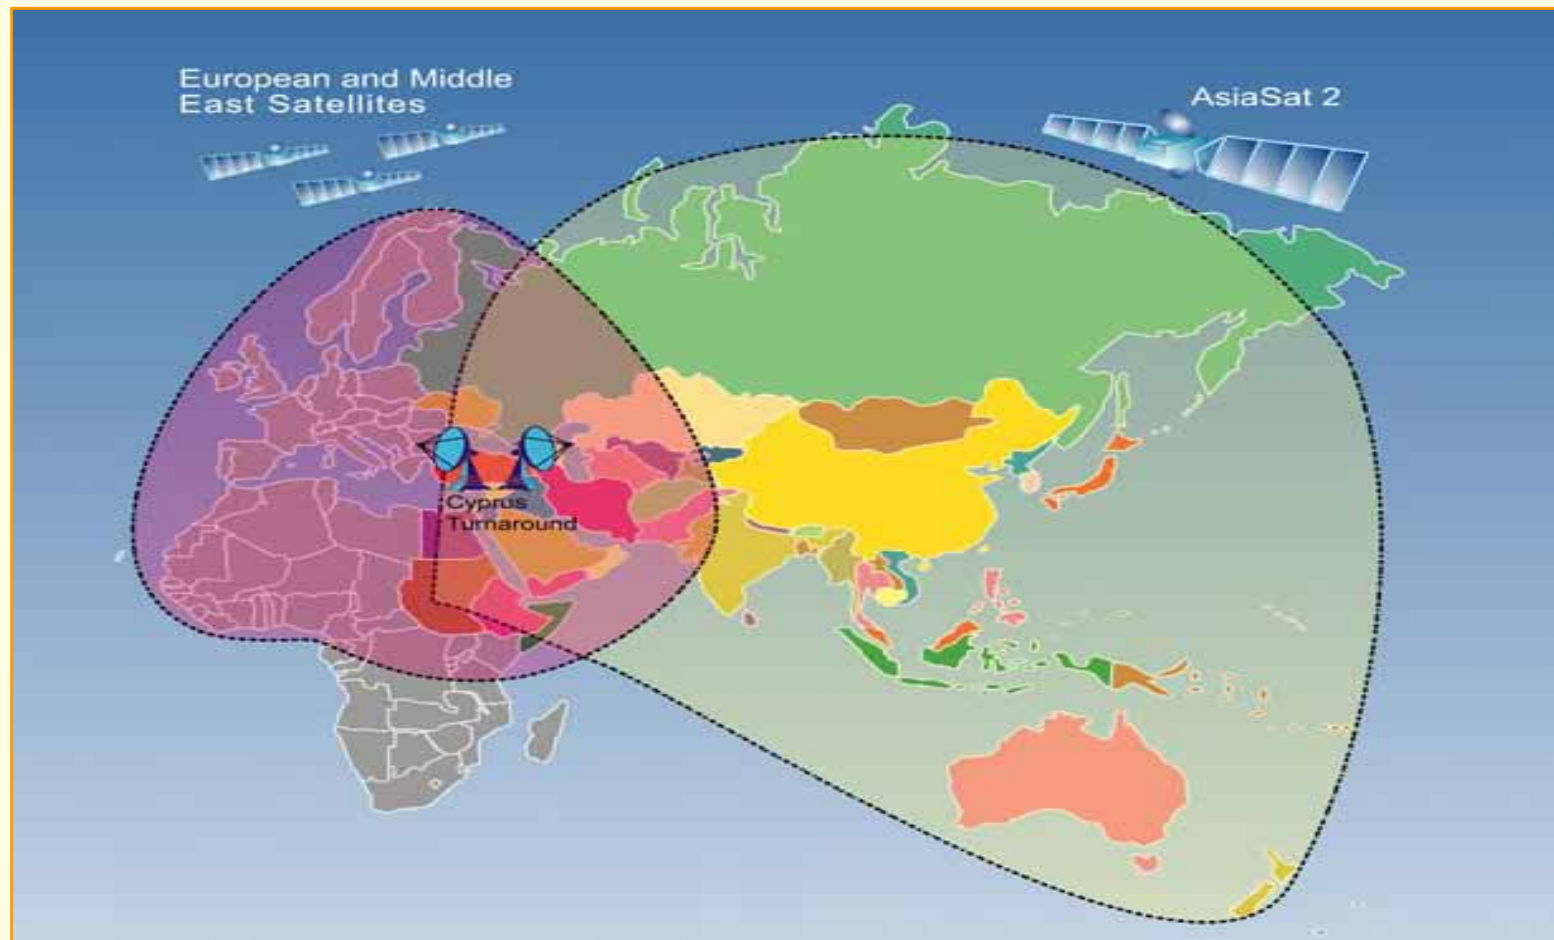 European and Middle
East Satellites
AsiaSat 2
Cyprus
Turnaround